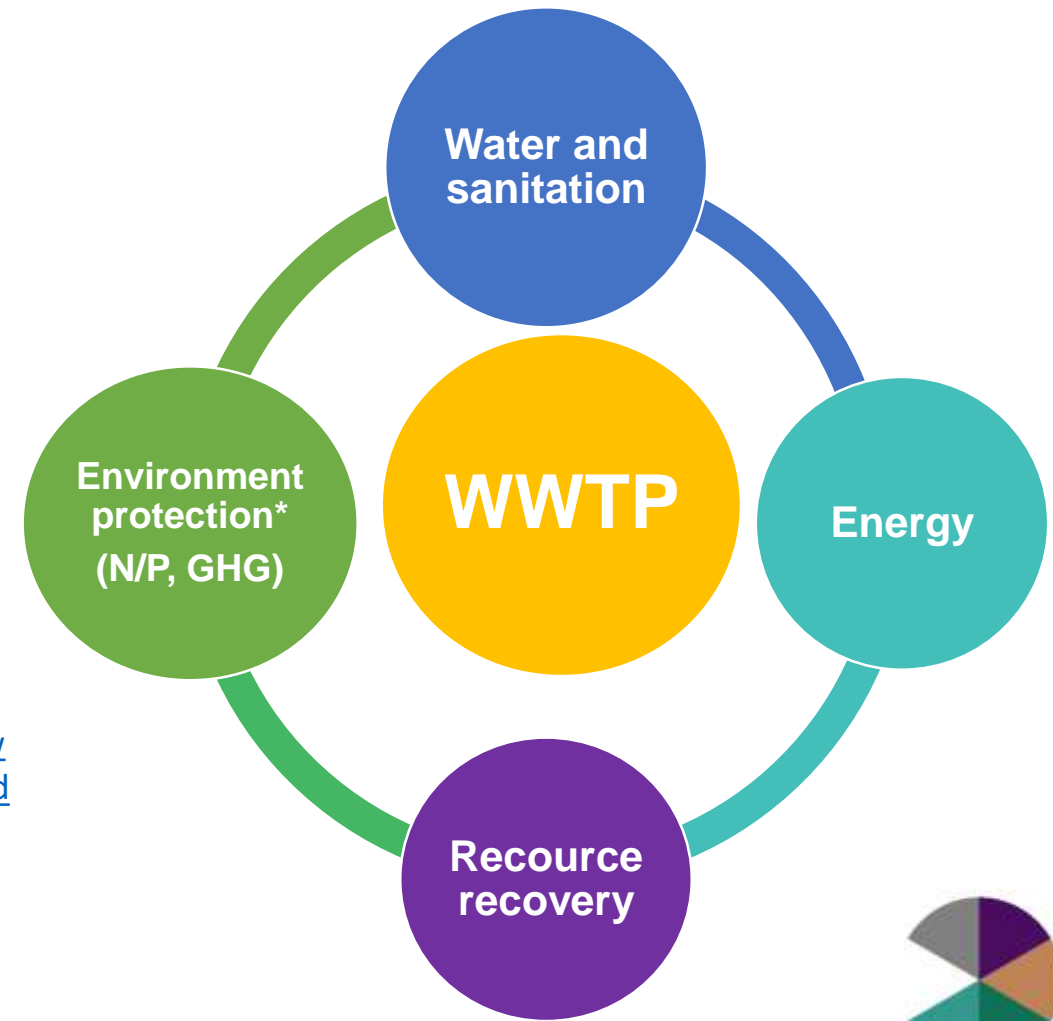 Water and
sanitation
Environment
protection*
(N/P, GHG)
WWTP
Energy
Recource
recovery